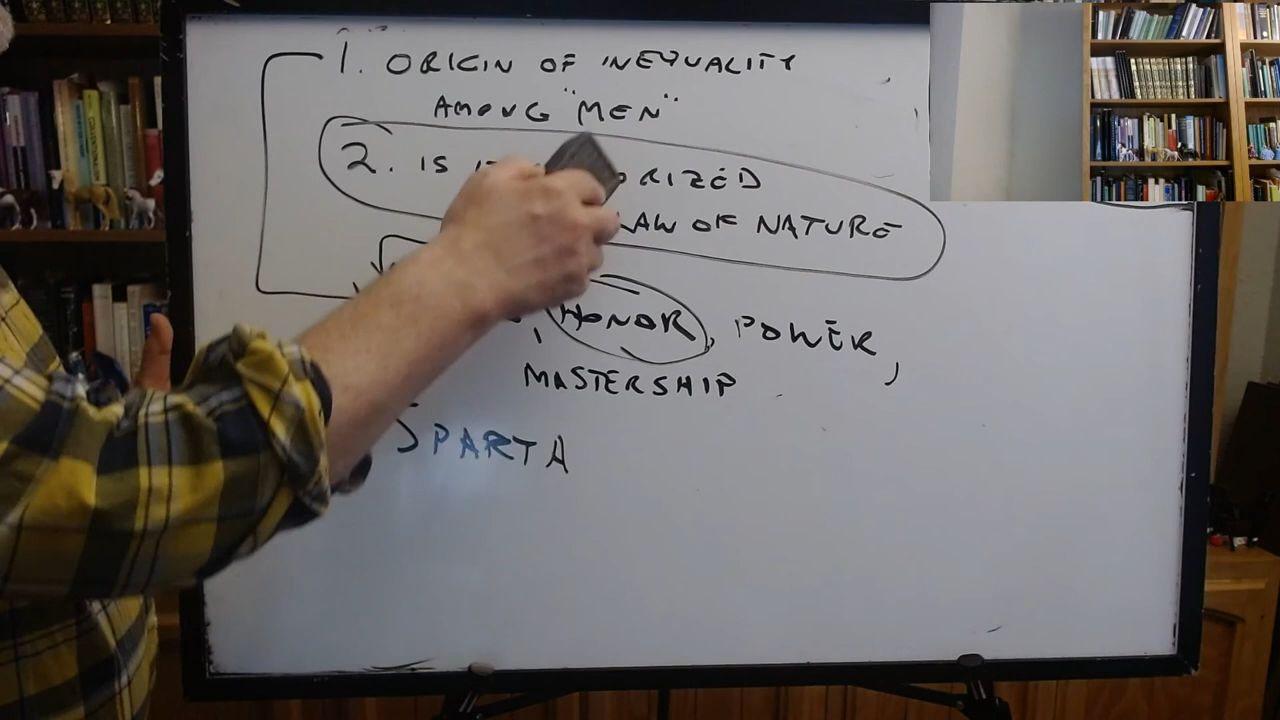 1. ORIGIN OF INEQUALITY
AMONG "MEN"
2. IS
LAW OF NATURE
HONOR, POWER,
MASTERSHIP
SPARTA